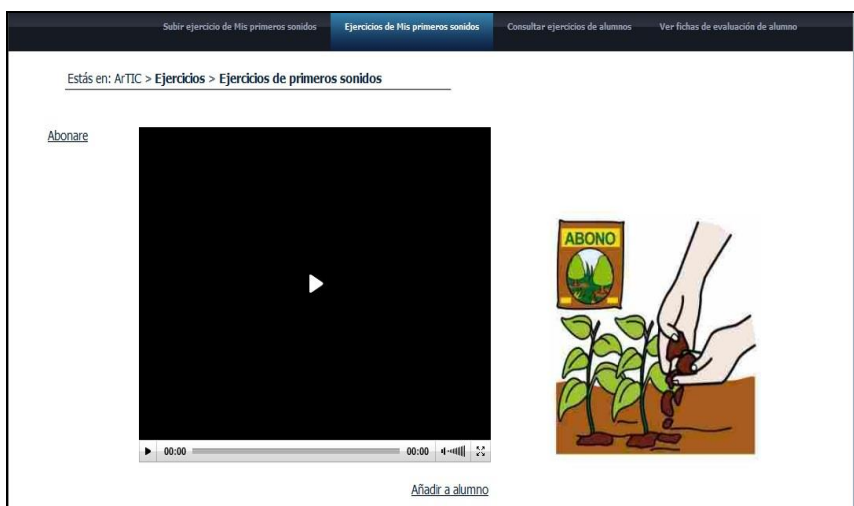 Subir ejercicio de Mis primeros sonidos Ejercicios de Mis primeros sonidos Consultar ejercicios de alumnos Ver fichas de evaluación de alumno
Estás en: ArTIC > Ejercicios > Ejercicios de primeros sonidos
Abonare
ABONO
00:00 00:00
Añadir a alumno